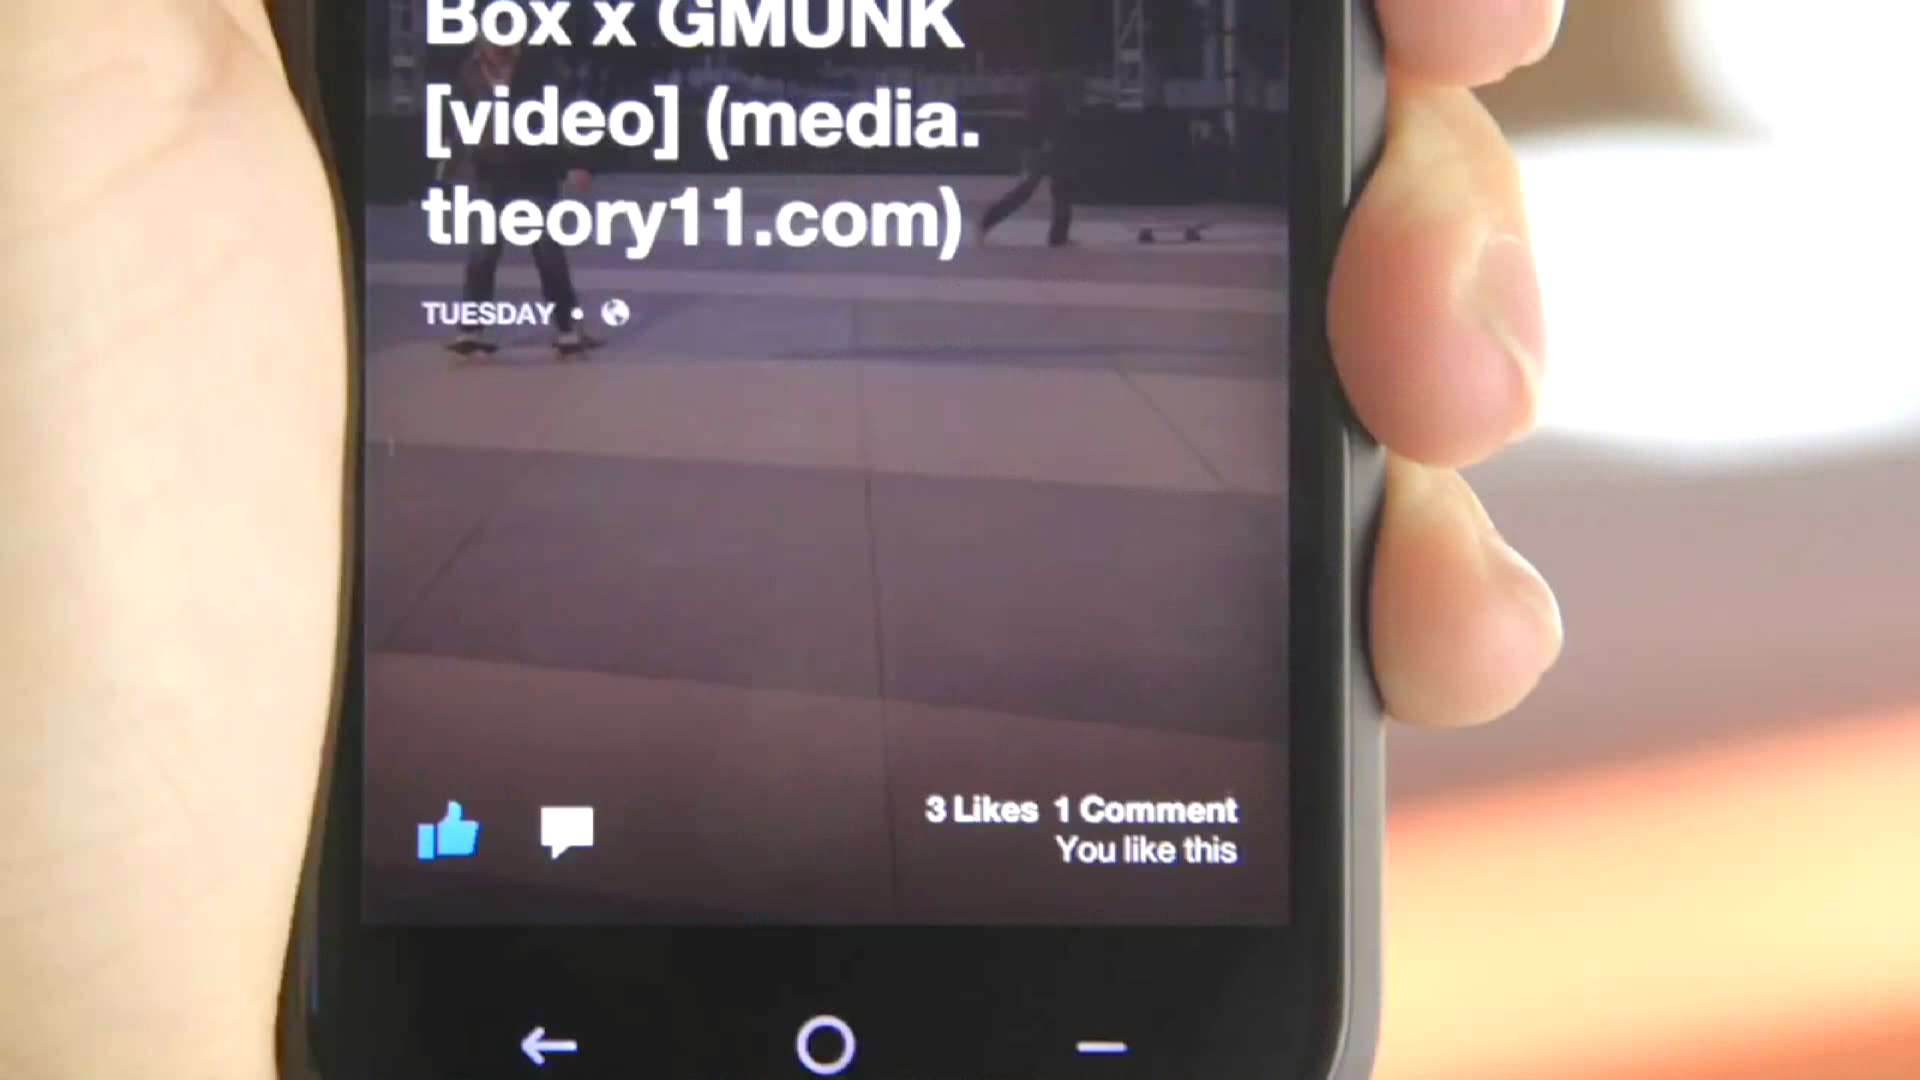 Box x GMUNK
[video] (media.
theory11.com)
TUESDAY •
3 Likes 1 Comment
You like this